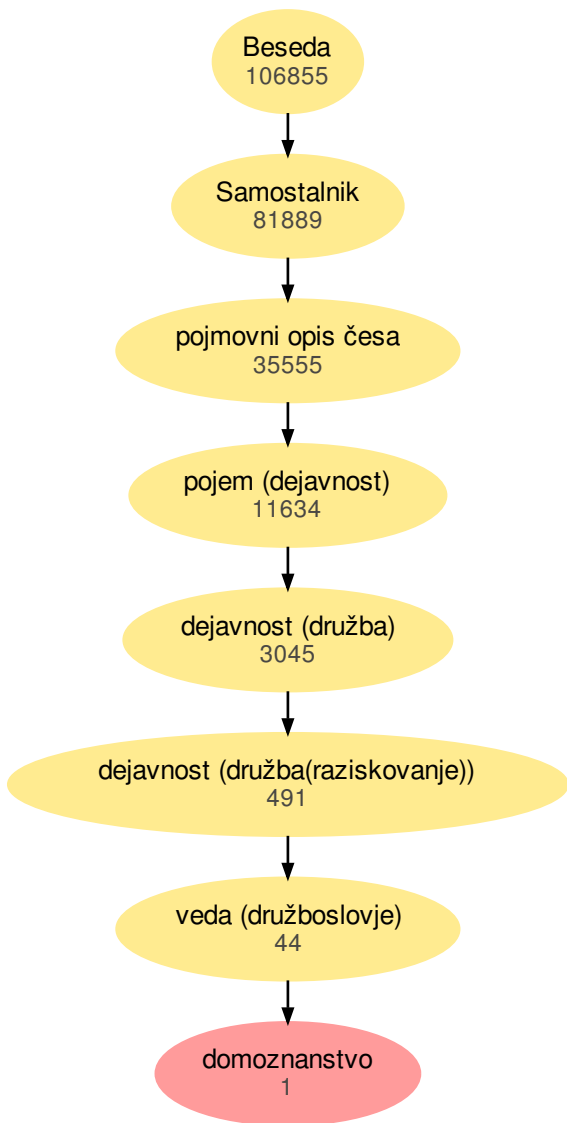 Beseda
106855
Samostalnik
81889
pojmovni opis česa
35555
pojem (dejavnost)
11634
dejavnost (družba)
3045
dejavnost (družba(raziskovanje))
491
veda (družboslovje)
44
domoznanstvo
1